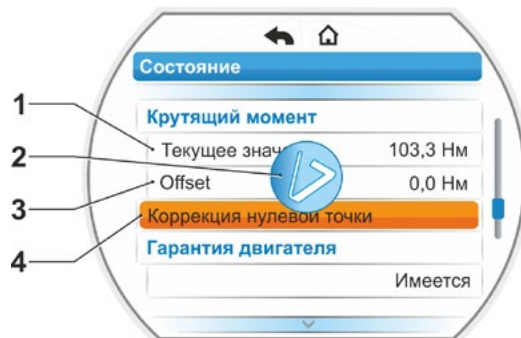 Состояние
Крутящий момент
1
Текущее знач 103,3 Нм
2
Offset 0,0 Нм
3
Коррекция нулевой точки
4
Гарантия двигателя
Имеется